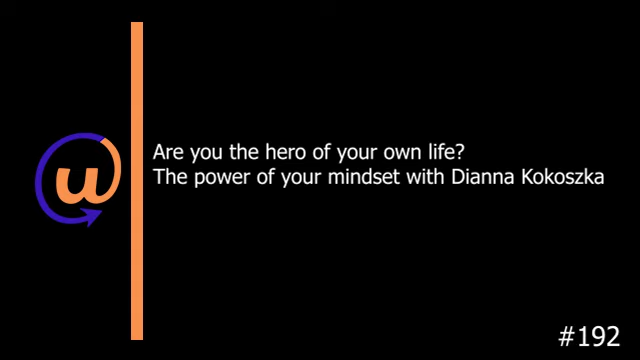 u
Are you the hero of your own life?
The power of your mindset with Dianna Kokoszka
#192